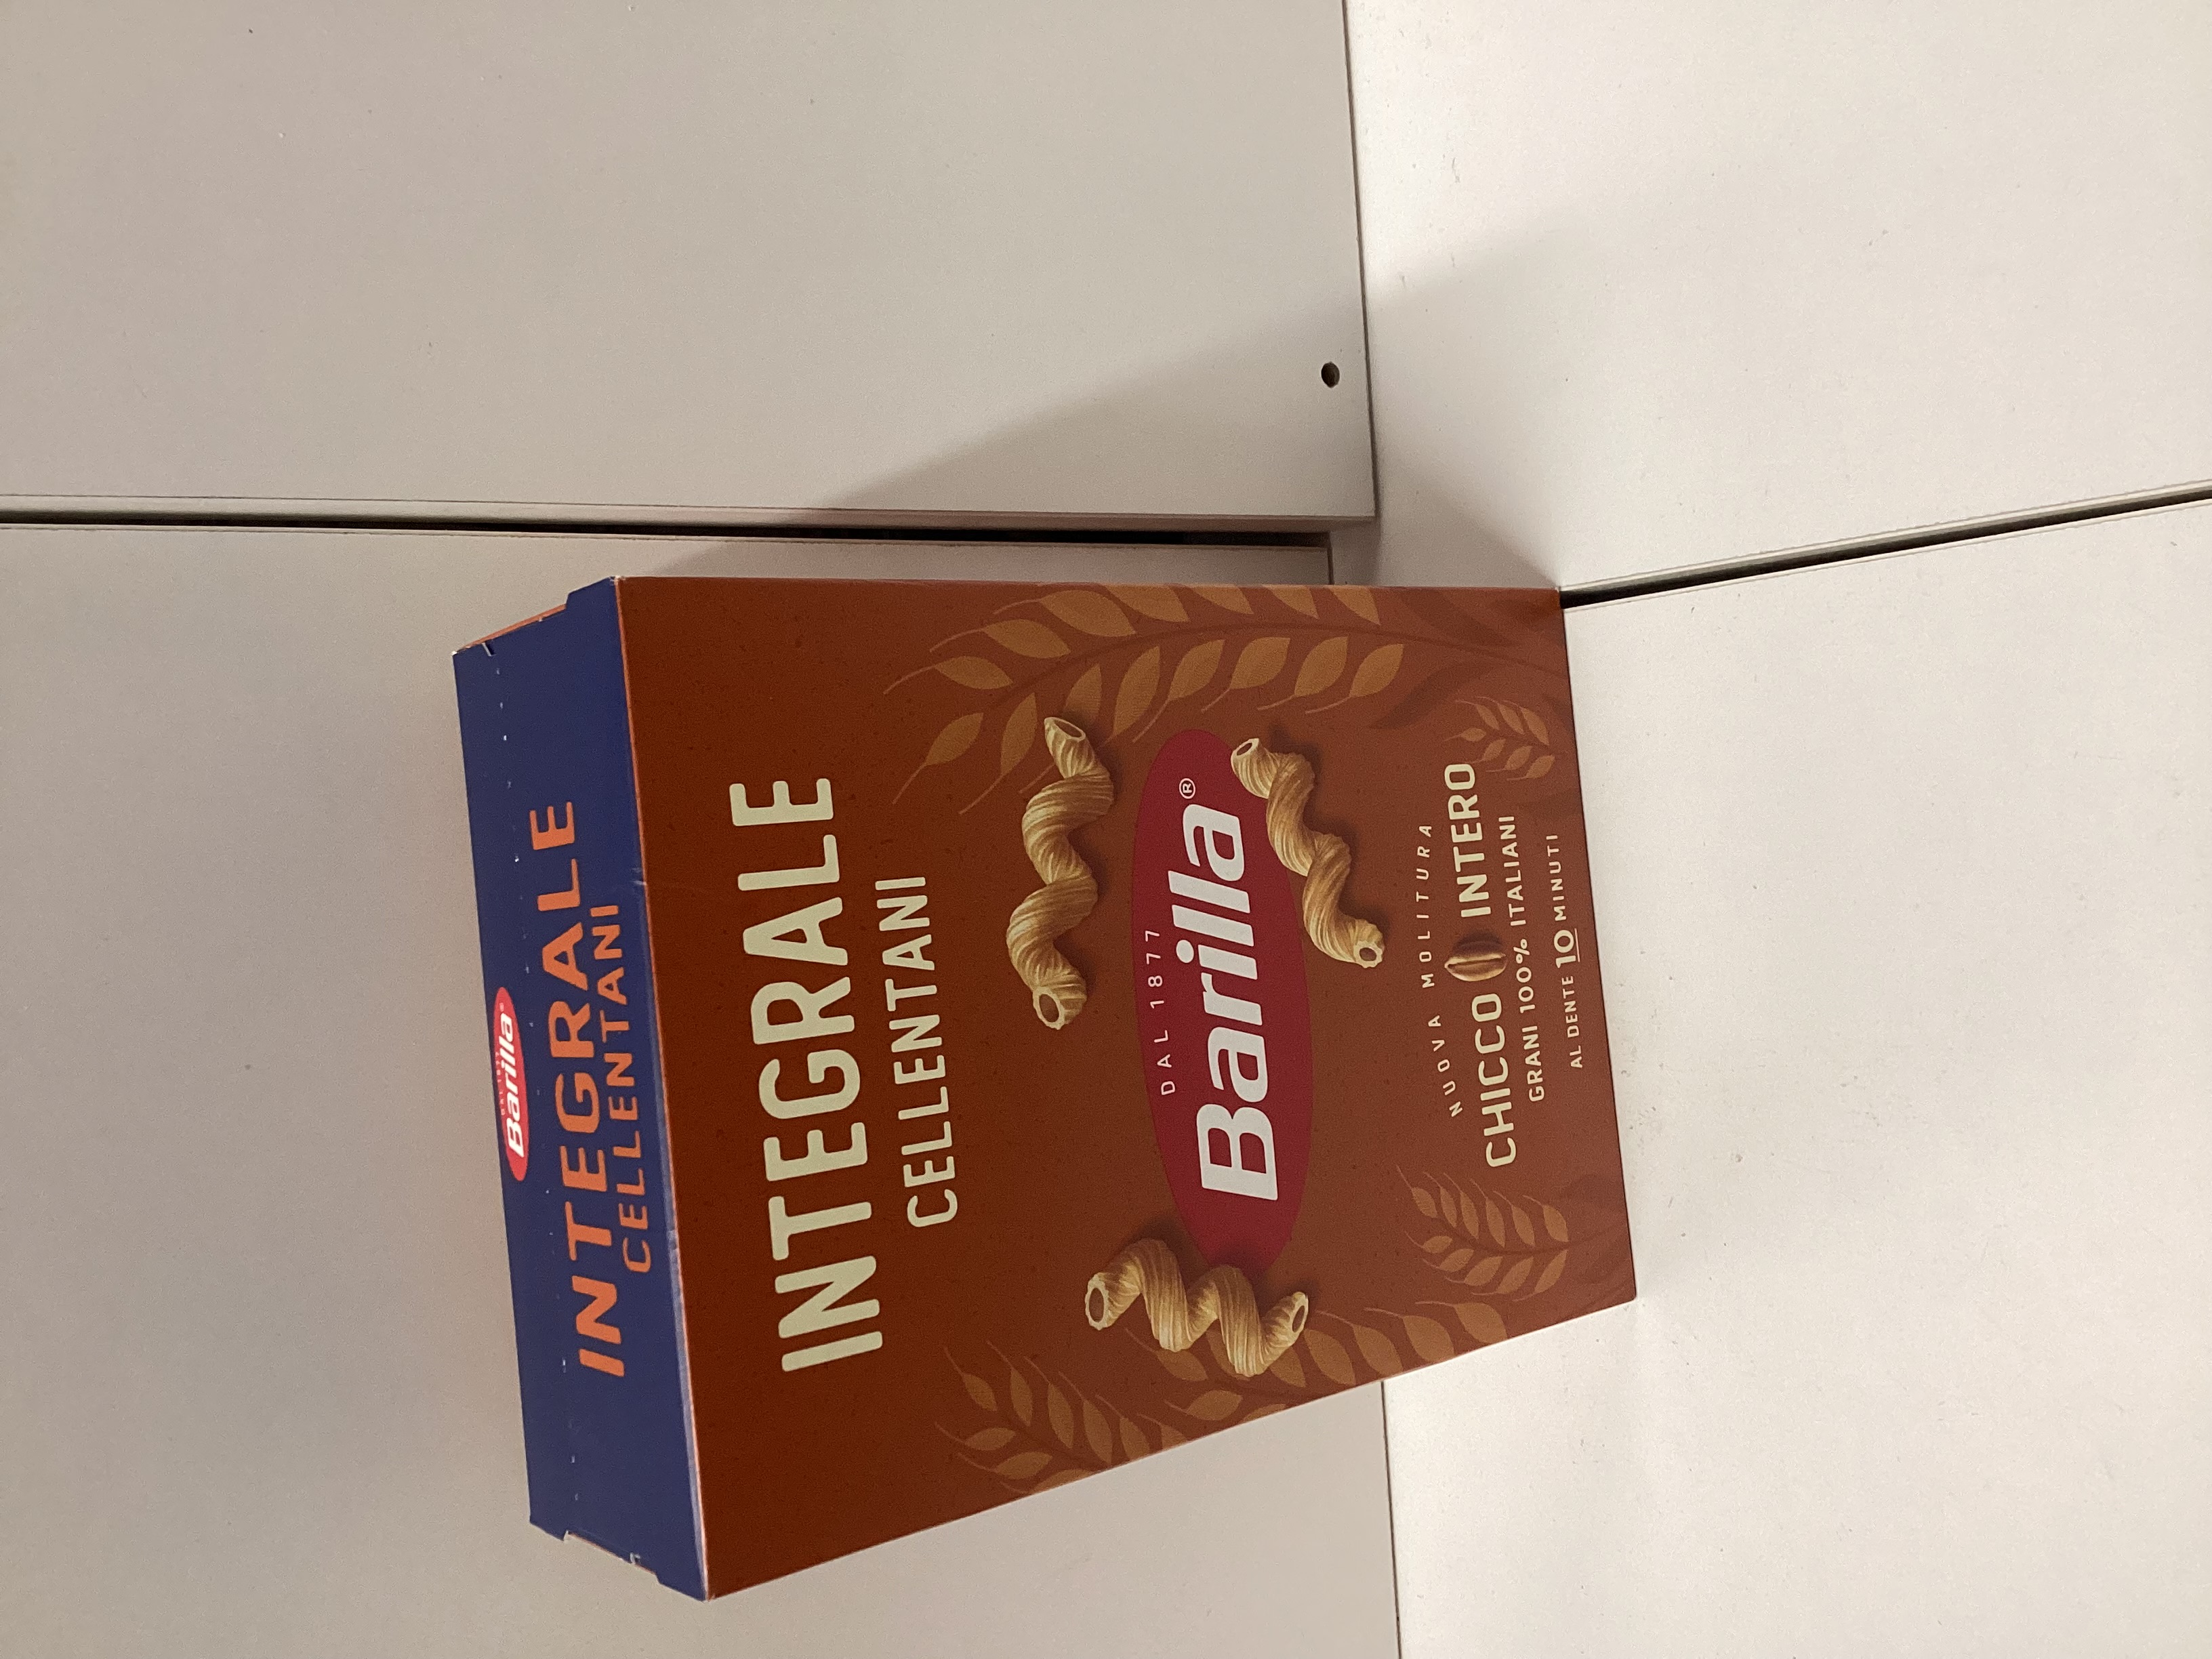 Barilla
INTEGRALE
CELLENTANI
INTEGRALE
CELLENTANI
DAL 1877
Barilla®
NUOVA MOLITURA
CHICCO INTERO
GRANI 100% ITALIANI
AL DENTE 10 MINUTI